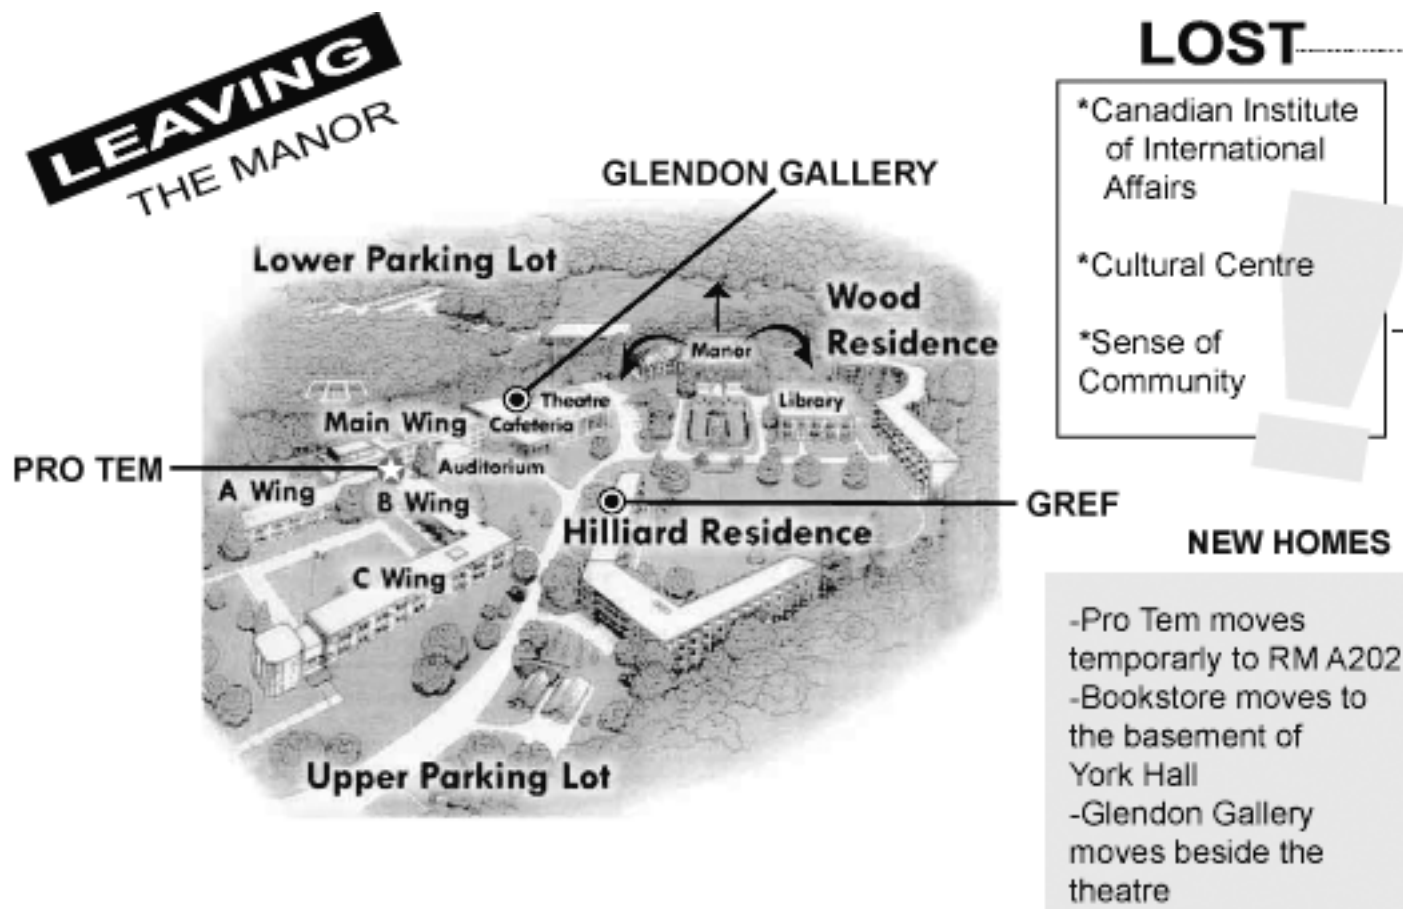 LEAVING
THE MANOR
GLENDON GALLERY
Lower Parking Lot
Wood
Residence
Manor
Theatre
Library
Main Wing
Cafeteria
PRO TEM
Auditorium
A Wing
B Wing
GREF
Hilliard Residence
C Wing
Upper Parking Lot
LOST
*Canadian Institute
of International
Affairs
*Cultural Centre
*Sense of
Community
NEW HOMES
-Pro Tem moves
temporarly to RM A202
-Bookstore moves to
the basement of
York Hall
-Glendon Gallery
moves beside the
theatre